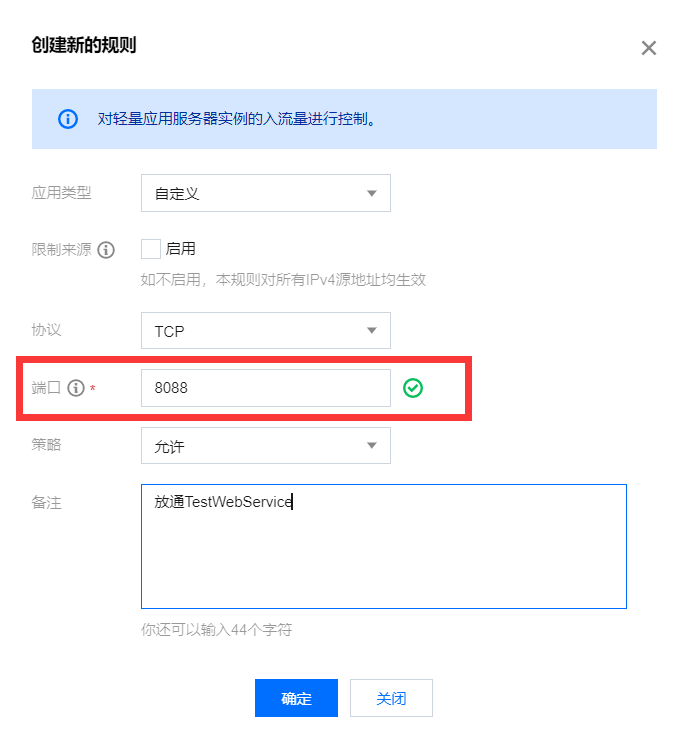 创建新的规则
对轻量应用服务器实例的入流量进行控制。
应用类型 自定义
限制来源 启用
如不启用，本规则对所有IPv4源地址均生效
协议 TCP
端口 * 8088
策略 允许
备注 放通TestWebService
你还可以输入44个字符
确定 关闭